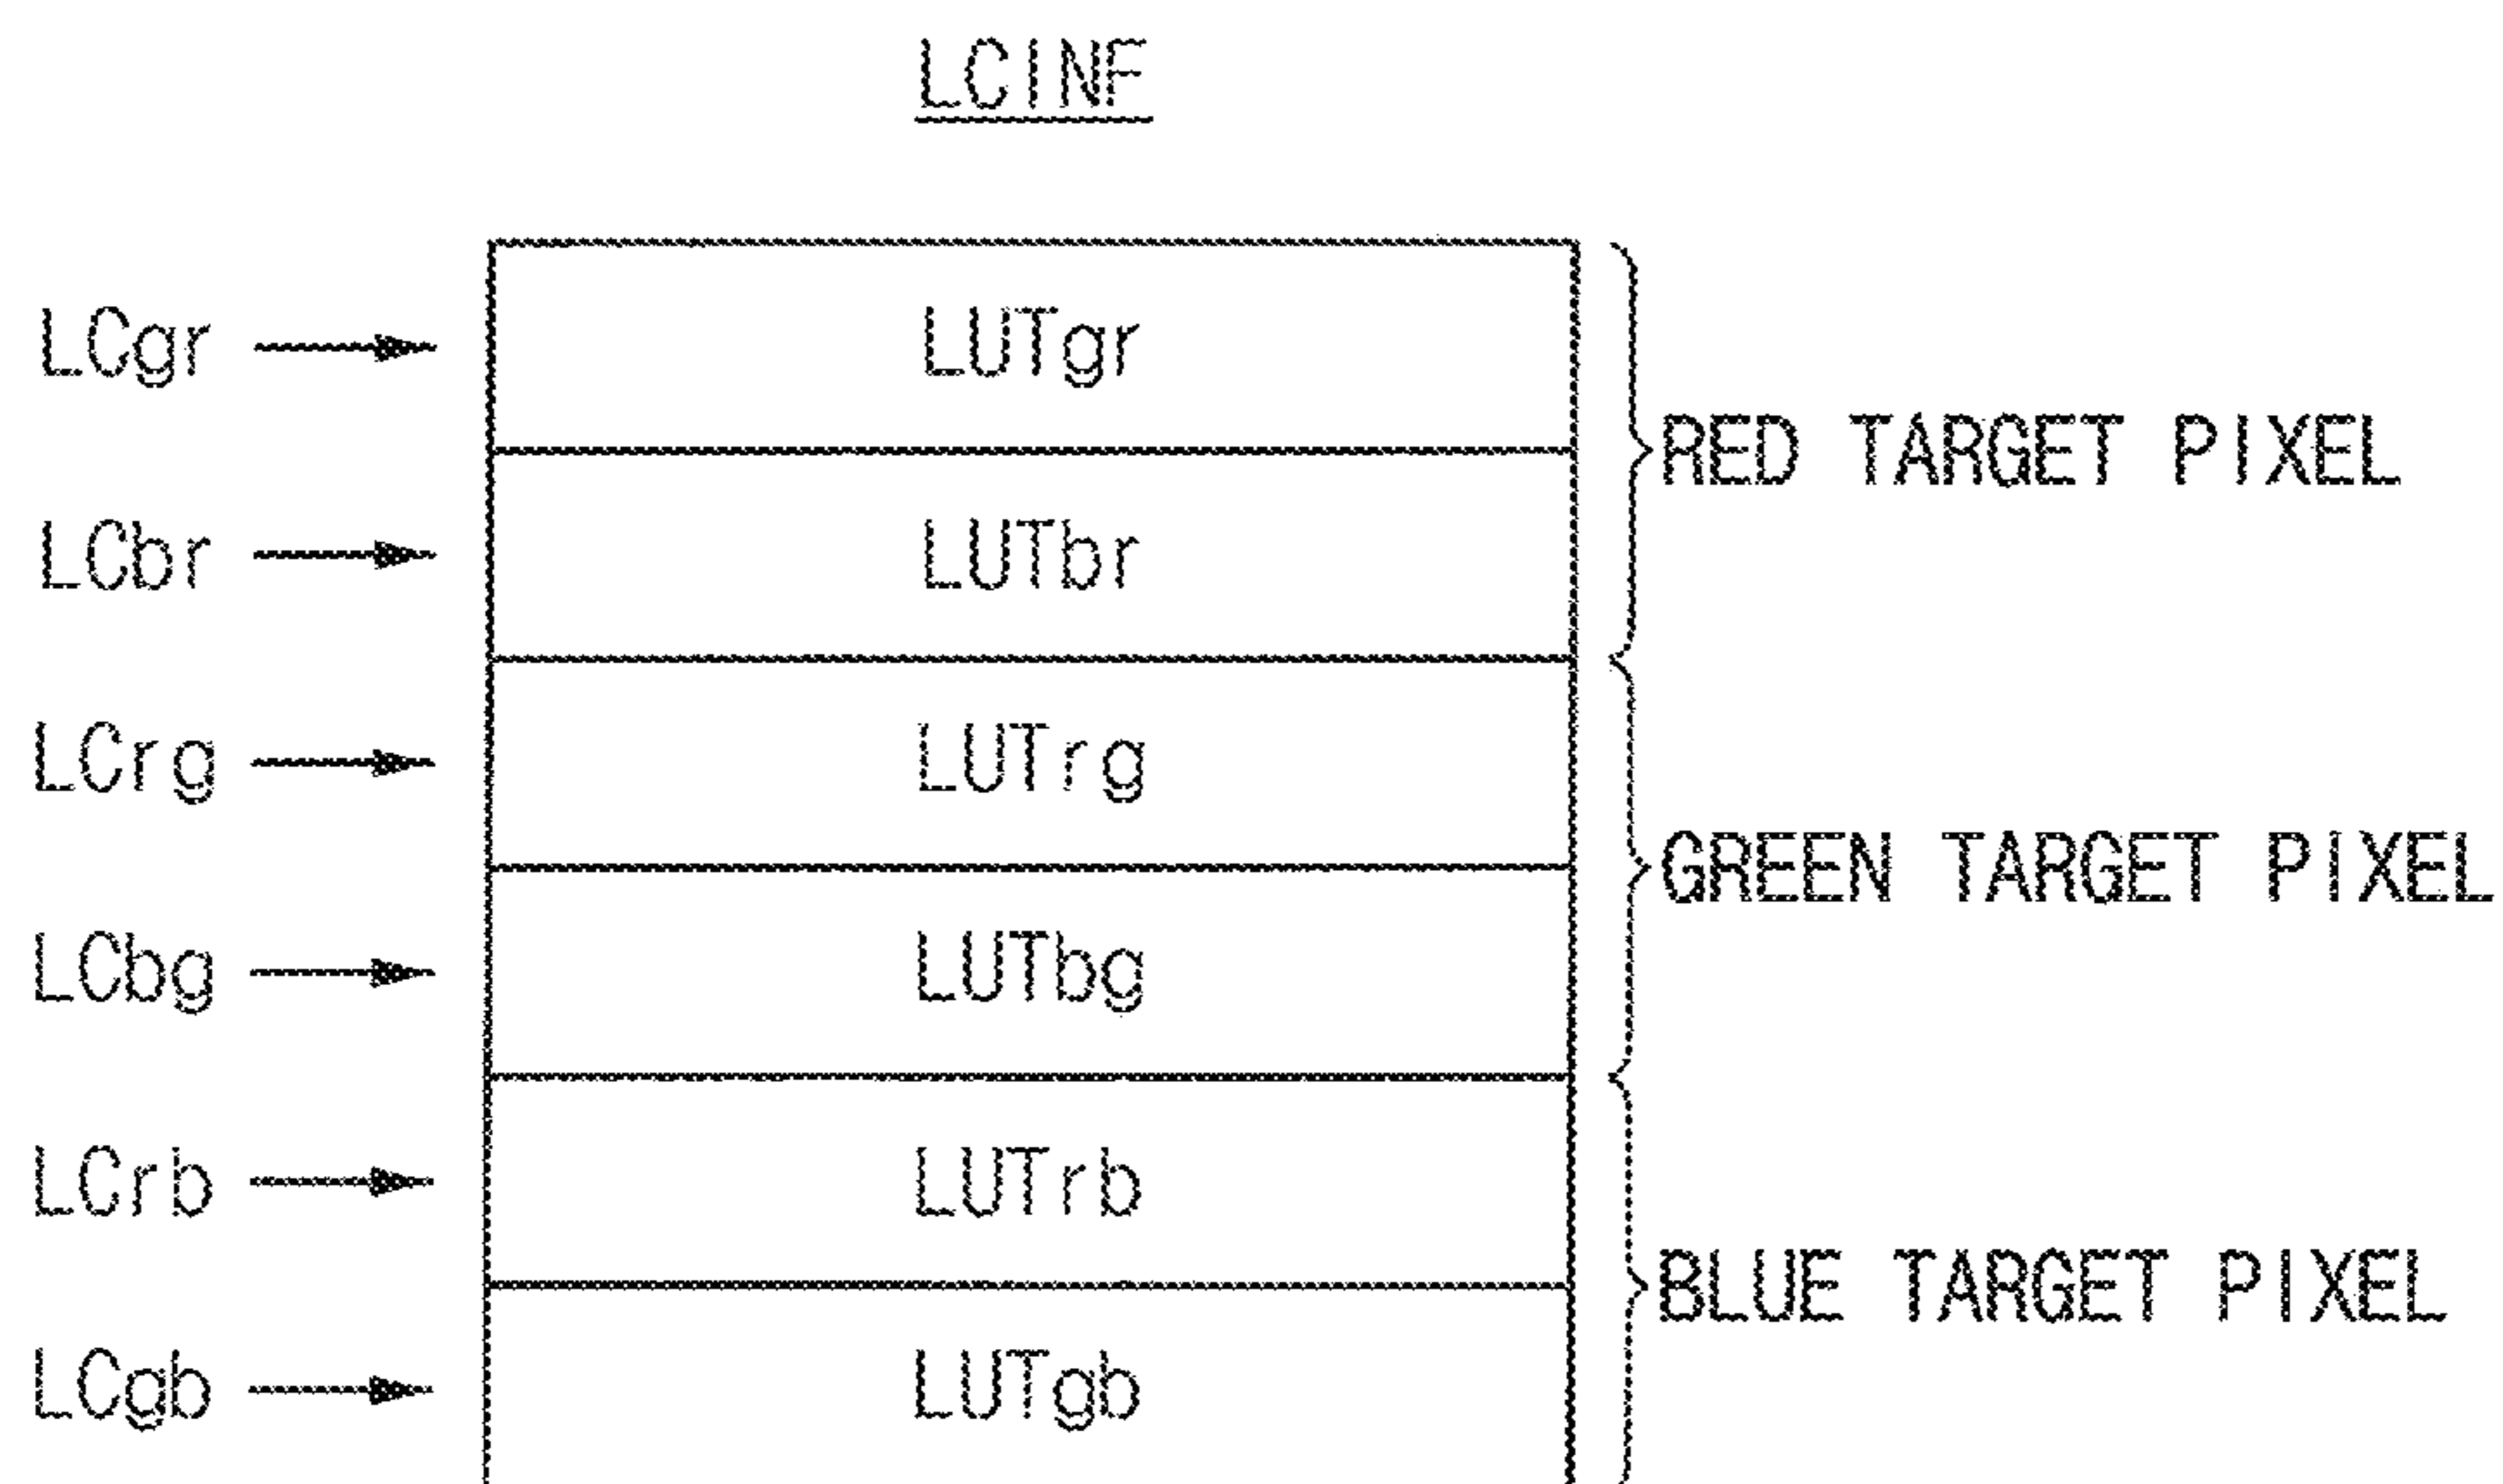 LCINF
LCgr LUTgr
RED TARGET PIXEL
LCbr LUTbr
LCrg LUTrg
GREEN TARGET PIXEL
LCbg LUTbg
LCrb LUTrb
BLUE TARGET PIXEL
LCgb LUTgb